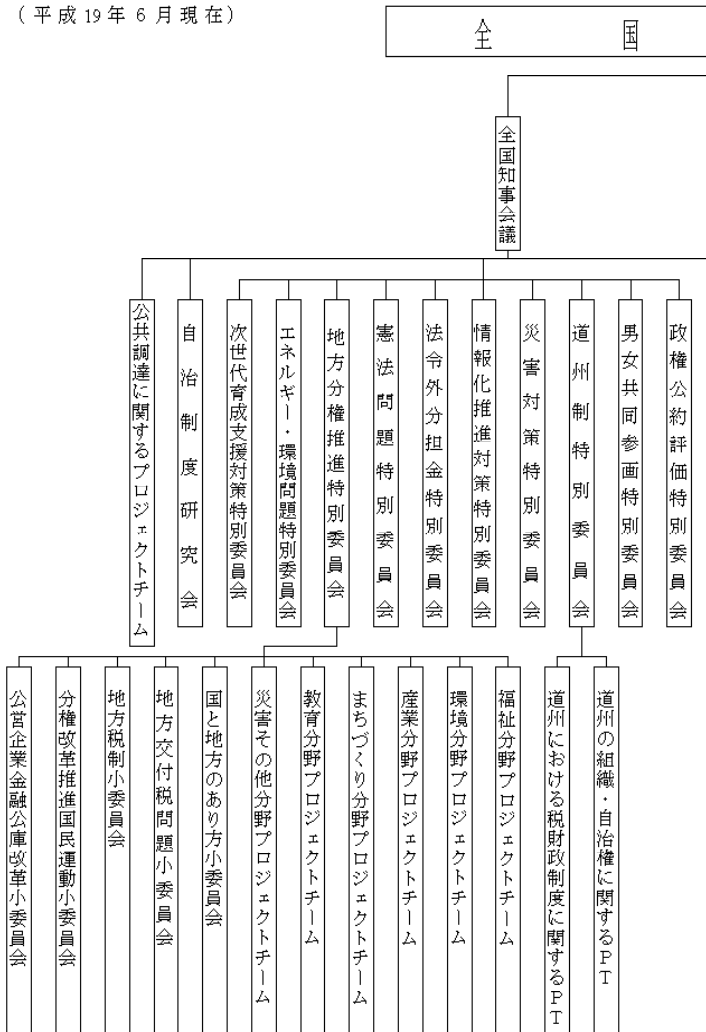 （平成19年６月現在）
全国
全国知事会議
政権公約評価特別委員会
男女共同参画特別委員会
道州制特別委員会
災害対策特別委員会
情報化推進対策特別委員会
法令外分担金特別委員会
憲法問題特別委員会
地方分権推進特別委員会
エネルギー・環境問題特別委員会
次世代育成支援対策特別委員会
自治制度研究会
公共調達に関するプロジェクトチーム
道州の組織・自治権に関するＰＴ
道州における税財政制度に関するＰＴ
福祉分野プロジェクトチーム
環境分野プロジェクトチーム
産業分野プロジェクトチーム
まちづくり分野プロジェクトチーム
教育分野プロジェクトチーム
災害その他分野プロジェクトチーム
国と地方のあり方小委員会
地方交付税問題小委員会
地方税制小委員会
分権改革推進国民運動小委員会
公営企業金融公庫改革小委員会